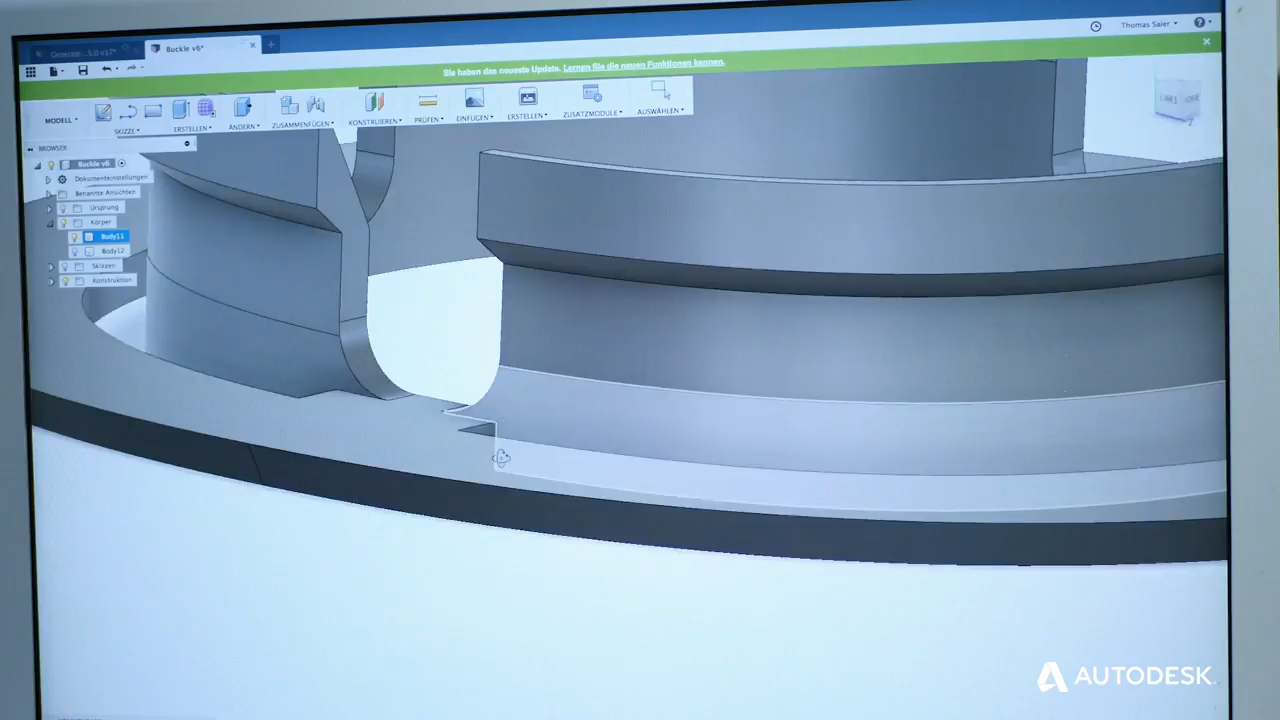 Thomas Saier
Buckle v6*
Sie haben das neueste Update. Lernen Sie die neuen Funktionen kennen.
MODELL
SKIZZE
ERSTELLEN
ÄNDERN
ZUSAMMENFÜGEN
KONSTRUIEREN
PRÜFEN
EINFÜGEN
ERSTELLEN
ZUSATZMODULE
AUSWÄHLEN
BROWSER
Buckle v6
Dokumenteinstellungen
Benannte Ansichten
Ursprung
Körper
Body11
Body12
Skizzen
Konstruktion
AUTODESK